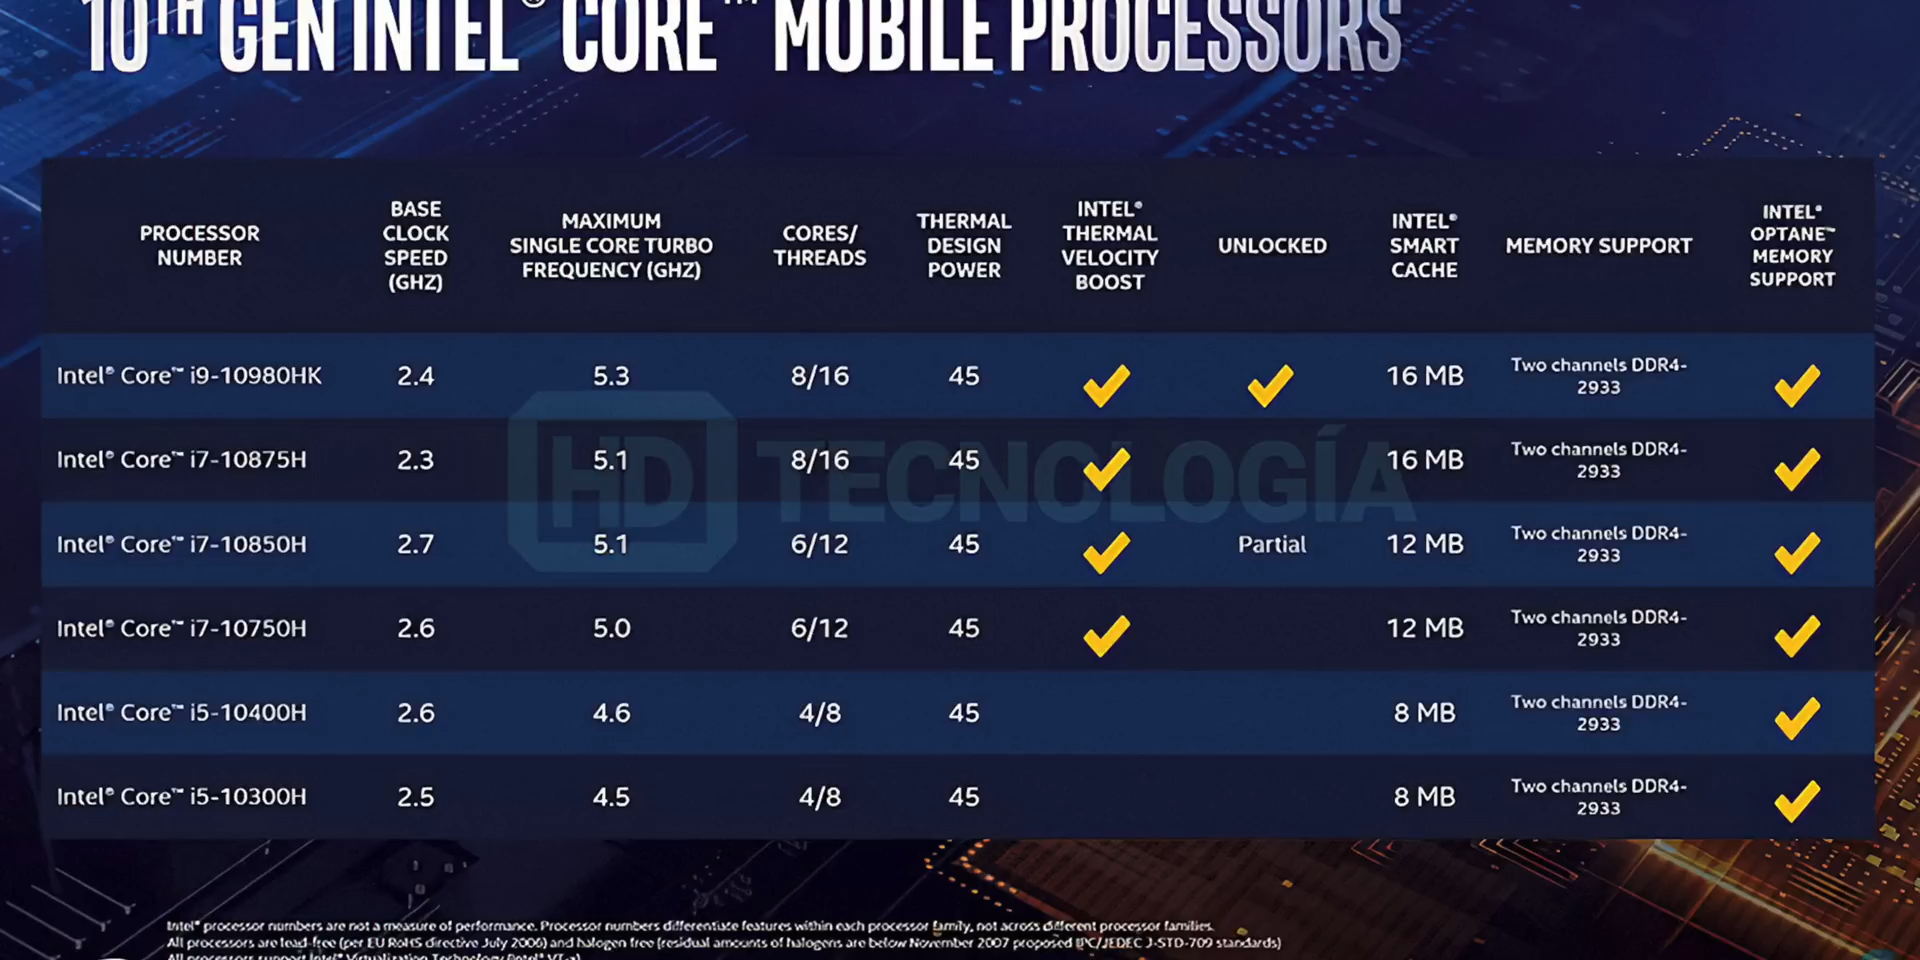 10TH GEN INTEL® CORE™ MOBILE PROCESSORS
PROCESSOR NUMBER | BASE CLOCK SPEED (GHZ) | MAXIMUM SINGLE CORE TURBO FREQUENCY (GHZ) | CORES/ THREADS | THERMAL DESIGN POWER | INTEL® THERMAL VELOCITY BOOST | UNLOCKED | INTEL® SMART CACHE | MEMORY SUPPORT | INTEL® OPTANE™ MEMORY SUPPORT
Intel® Core™ i9-10980HK 2.4 5.3 8/16 45 ✓ ✓ 16 MB Two channels DDR4-2933 ✓
Intel® Core™ i7-10875H 2.3 5.1 8/16 45 ✓ 16 MB Two channels DDR4-2933 ✓
Intel® Core™ i7-10850H 2.7 5.1 6/12 45 ✓ Partial 12 MB Two channels DDR4-2933 ✓
Intel® Core™ i7-10750H 2.6 5.0 6/12 45 ✓ 12 MB Two channels DDR4-2933 ✓
Intel® Core™ i5-10400H 2.6 4.6 4/8 45 8 MB Two channels DDR4-2933 ✓
Intel® Core™ i5-10300H 2.5 4.5 4/8 45 8 MB Two channels DDR4-2933 ✓
HD TECNOLOGÍA
Intel® processor numbers are not a measure of performance. Processor numbers differentiate features within each processor family, not across different processor families.
All processors are lead-free (per EU RoHS directive July 2006) and halogen free (residual amounts of halogens are below November 2007 proposed IPC/JEDEC J-STD-709 standards)
All processors support Intel® Virtualization Technology (Intel® VT-x)